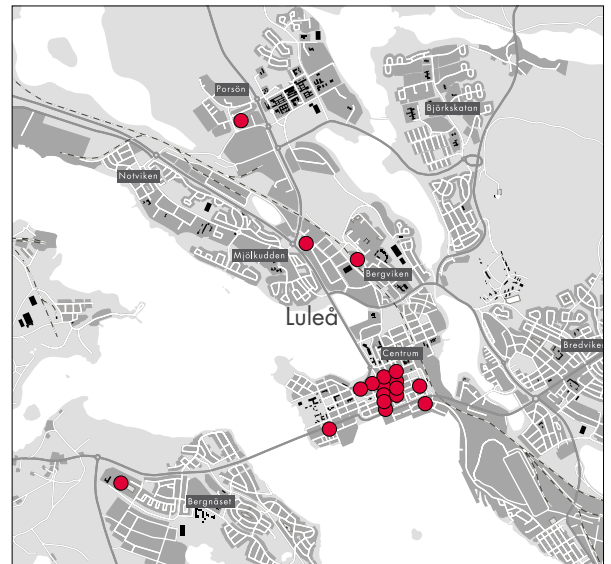 Porsön
Björkskatan
Notviken
Mjölkudden
Bergviken
Luleå
Centrum
Bredviken
Bergnäset